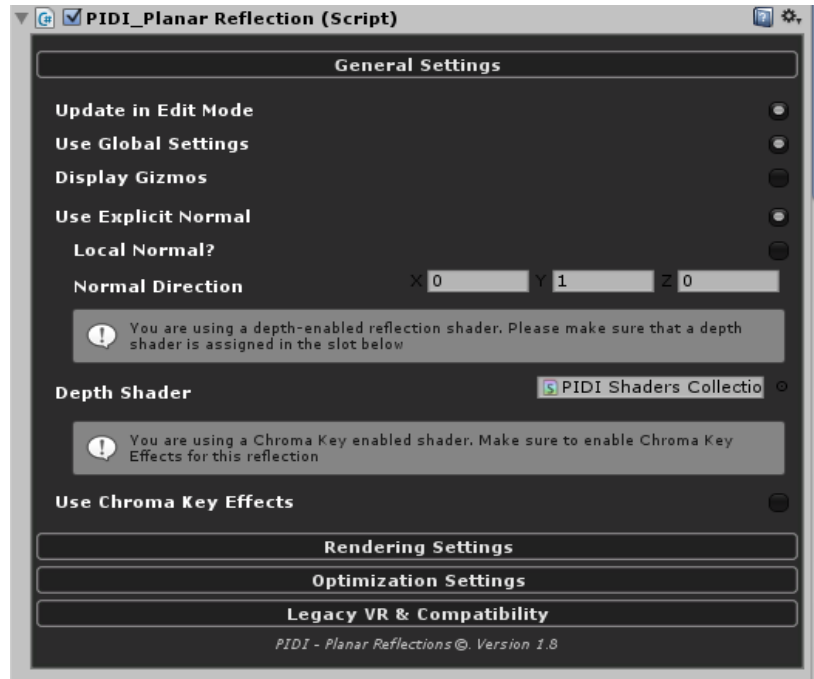 PIDI_Planar Reflection (Script)
General Settings
Update in Edit Mode
Use Global Settings
Display Gizmos
Use Explicit Normal
Local Normal?
Normal Direction X 0 Y 1 Z 0
You are using a depth-enabled reflection shader. Please make sure that a depth
shader is assigned in the slot below
Depth Shader PIDI Shaders Collectio
You are using a Chroma Key enabled shader. Make sure to enable Chroma Key
Effects for this reflection
Use Chroma Key Effects
Rendering Settings
Optimization Settings
Legacy VR & Compatibility
PIDI - Planar Reflections©. Version 1.8